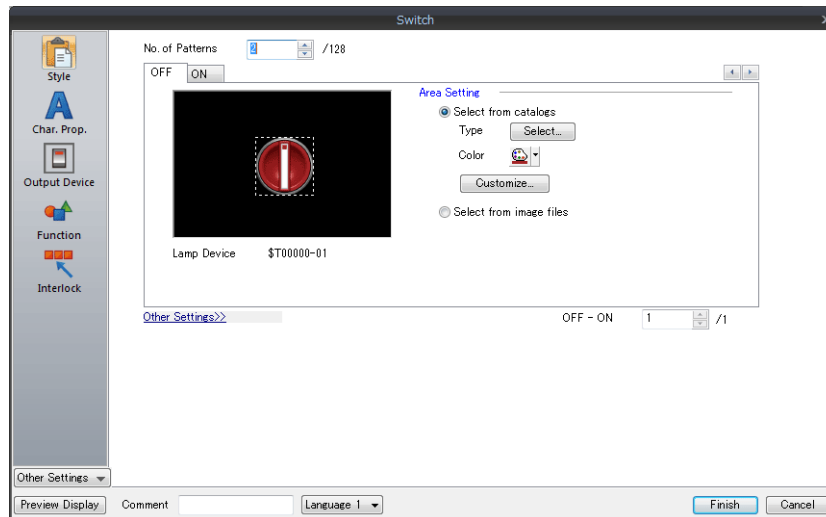 Switch
No. of Patterns 2 /128
OFF ON
Style
Char. Prop.
Output Device
Function
Interlock
Area Setting
Select from catalogs
Type Select...
Color
Customize...
Select from image files
Lamp Device $T00000-01
Other Settings>>
OFF - ON 1 /1
Other Settings
Preview Display Comment Language 1 Finish Cancel